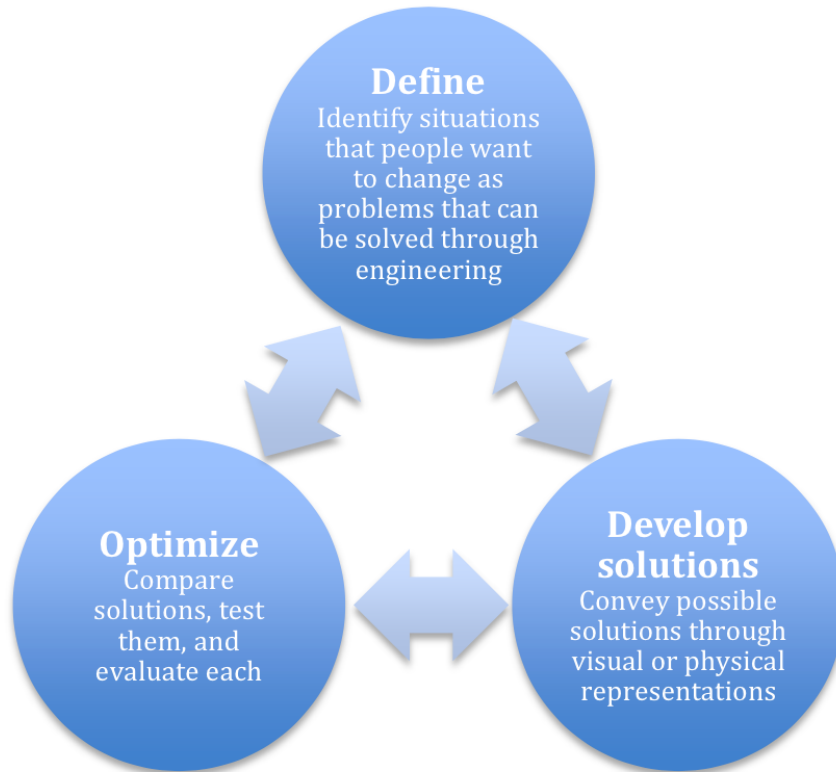 Define
Identify situations
that people want
to change as
problems that can
be solved through
engineering
Optimize
Compare
solutions, test
them, and
evaluate each
Develop
solutions
Convey possible
solutions through
visual or physical
representations